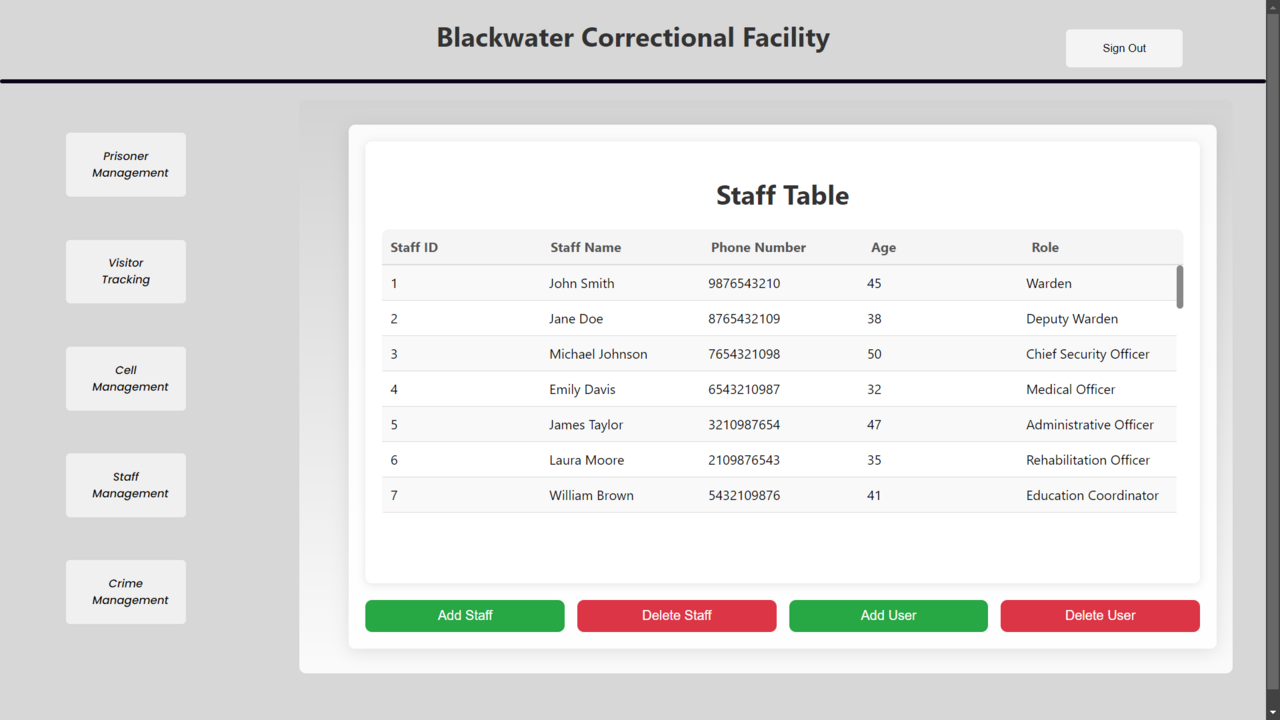 Blackwater Correctional Facility
Sign Out
Prisoner
Management
Visitor
Tracking
Cell
Management
Staff
Management
Crime
Management
Staff Table
Staff ID Staff Name Phone Number Age Role
1 John Smith 9876543210 45 Warden
2 Jane Doe 8765432109 38 Deputy Warden
3 Michael Johnson 7654321098 50 Chief Security Officer
4 Emily Davis 6543210987 32 Medical Officer
5 James Taylor 3210987654 47 Administrative Officer
6 Laura Moore 2109876543 35 Rehabilitation Officer
7 William Brown 5432109876 41 Education Coordinator
Add Staff Delete Staff Add User Delete User